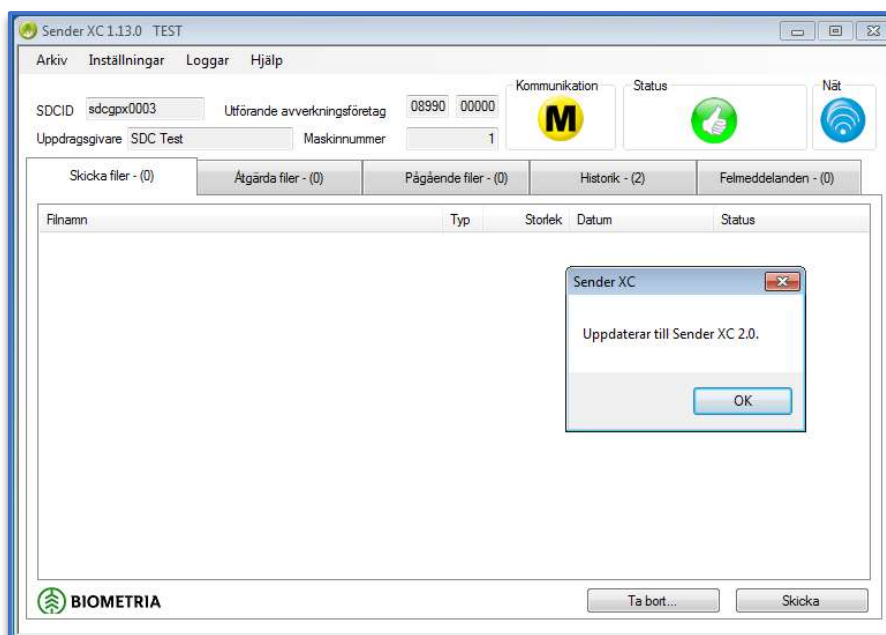 Sender XC 1.13.0 TEST
Arkiv Inställningar Loggar Hjälp
Kommunikation Status Nät
SDCID sdcgpx0003 Utförande avverkningsföretag 08990 00000
M
Uppdragsgivare SDC Test Maskinnummer 1
Skicka filer - (0) Åtgärda filer - (0) Pågående filer - (0) Historik - (2) Felmeddelanden - (0)
Filnamn Typ Storlek Datum Status
Sender XC
Uppdaterar till Sender XC 2.0.
OK
BIOMETRIA Ta bort... Skicka